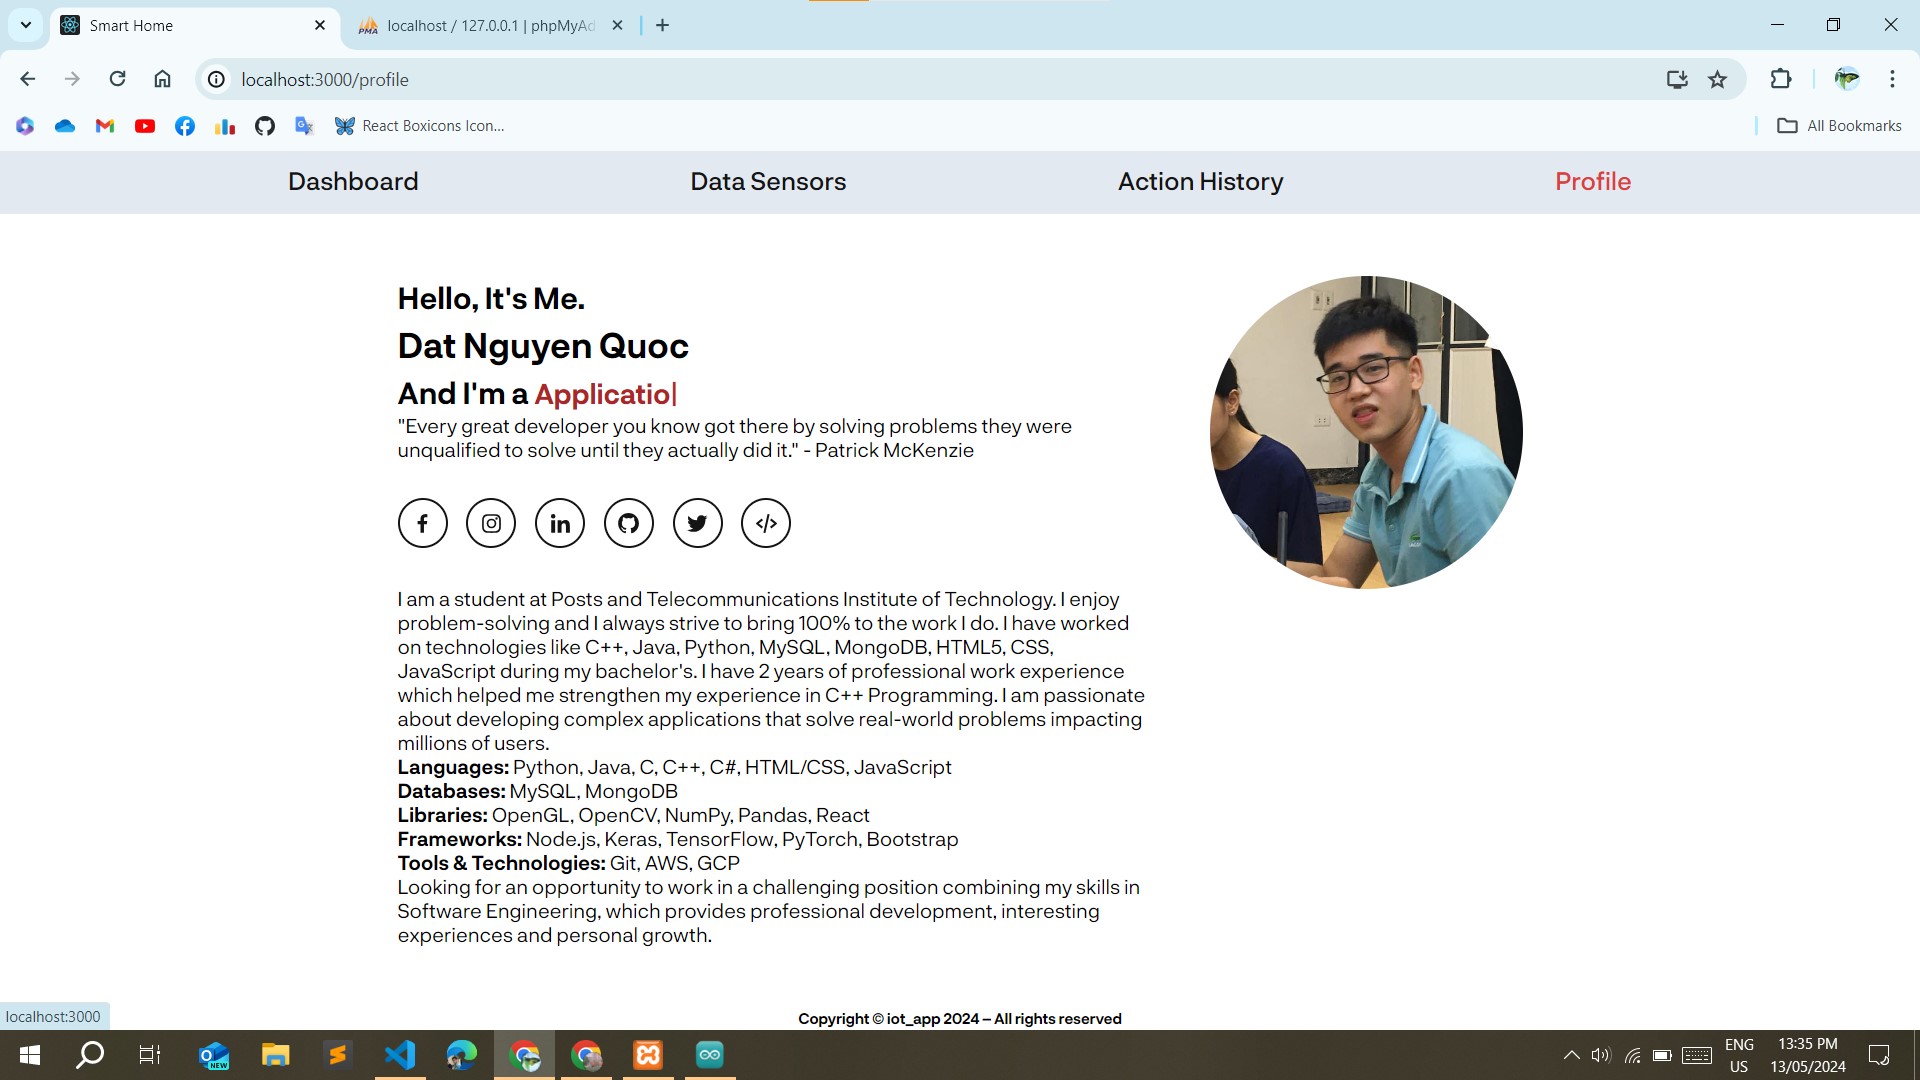 Smart Home
localhost / 127.0.0.1 | phpMyAd
localhost:3000/profile
React Boxicons Icon...
All Bookmarks
Dashboard Data Sensors Action History Profile
Hello, It's Me.
Dat Nguyen Quoc
And I'm a Applicatio|
"Every great developer you know got there by solving problems they were
unqualified to solve until they actually did it." - Patrick McKenzie
I am a student at Posts and Telecommunications Institute of Technology. I enjoy
problem-solving and I always strive to bring 100% to the work I do. I have worked
on technologies like C++, Java, Python, MySQL, MongoDB, HTML5, CSS,
JavaScript during my bachelor's. I have 2 years of professional work experience
which helped me strengthen my experience in C++ Programming. I am passionate
about developing complex applications that solve real-world problems impacting
millions of users.
Languages: Python, Java, C, C++, C#, HTML/CSS, JavaScript
Databases: MySQL, MongoDB
Libraries: OpenGL, OpenCV, NumPy, Pandas, React
Frameworks: Node.js, Keras, TensorFlow, PyTorch, Bootstrap
Tools & Technologies: Git, AWS, GCP
Looking for an opportunity to work in a challenging position combining my skills in
Software Engineering, which provides professional development, interesting
experiences and personal growth.
localhost:3000
Copyright © iot_app 2024 – All rights reserved
ENG
US
13:35 PM
13/05/2024